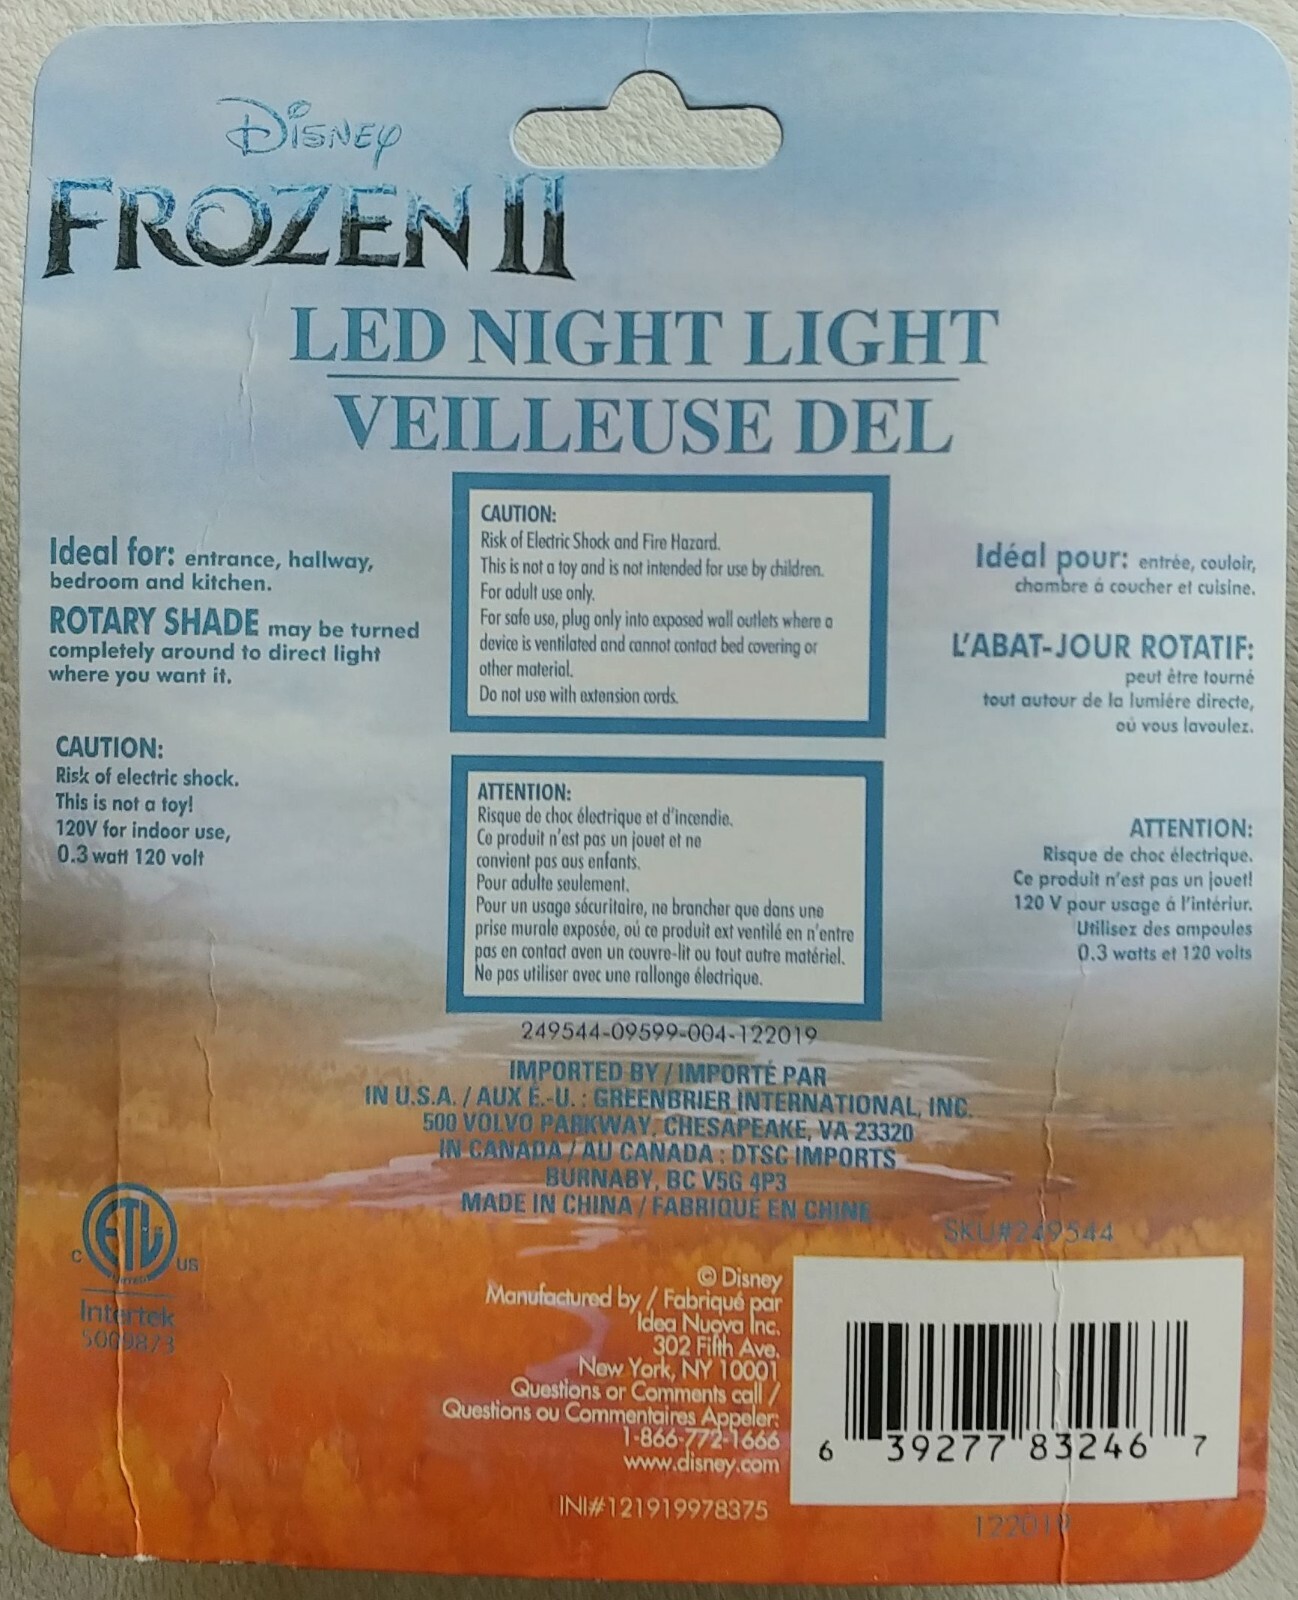 Disney
FROZEN II
LED NIGHT LIGHT
VEILLEUSE DEL
Ideal for: entrance, hallway,
bedroom and kitchen.
ROTARY SHADE may be turned
completely around to direct light
where you want it.
CAUTION:
Risk of electric shock.
This is not a toy!
120V for indoor use,
0.3 watt 120 volt
CAUTION:
Risk of Electric Shock and Fire Hazard.
This is not a toy and is not intended for use by children.
For adult use only.
For safe use, plug only into exposed wall outlets where a
device is ventilated and cannot contact bed covering or
other material.
Do not use with extension cords.
ATTENTION:
Risque de choc électrique et d'incendie.
Ce produit n'est pas un jouet et ne
convient pas aus enfants.
Pour adulte seulement.
Pour un usage sécuritaire, ne brancher que dans une
prise murale exposée, oú ce produit ext ventilé en n'entre
pas en contact aven un couvre-lit ou tout autre matériel.
Ne pas utiliser avec une rallonge électrique.
Idéal pour: entrée, couloir,
chambre á coucher et cuisine.
L'ABAT-JOUR ROTATIF:
peut être tourné
tout autour de la lumiére directe,
oú vous lavoulez.
ATTENTION:
Risque de choc électrique.
Ce produit n'est pas un jouet!
120 V pour usage á l'intériur.
Utilisez des ampoules
0.3 watts et 120 volts
249544-09599-004-122019
IMPORTED BY / IMPORTÉ PAR
IN U.S.A. / AUX É.-U. : GREENBRIER INTERNATIONAL, INC.
500 VOLVO PARKWAY, CHESAPEAKE, VA 23320
IN CANADA / AU CANADA : DTSC IMPORTS
BURNABY, BC V5G 4P3
MADE IN CHINA / FABRIQUÉ EN CHINE
SKU#249544
C ETL US
LISTED
Intertek
5009873
© Disney
Manufactured by / Fabriqué par
Idea Nuova Inc.
302 Fifth Ave.
New York, NY 10001
Questions or Comments call /
Questions ou Commentaires Appeler:
1-866-772-1666
www.disney.com
INI#121919978375
6 39277 83246 7
122019